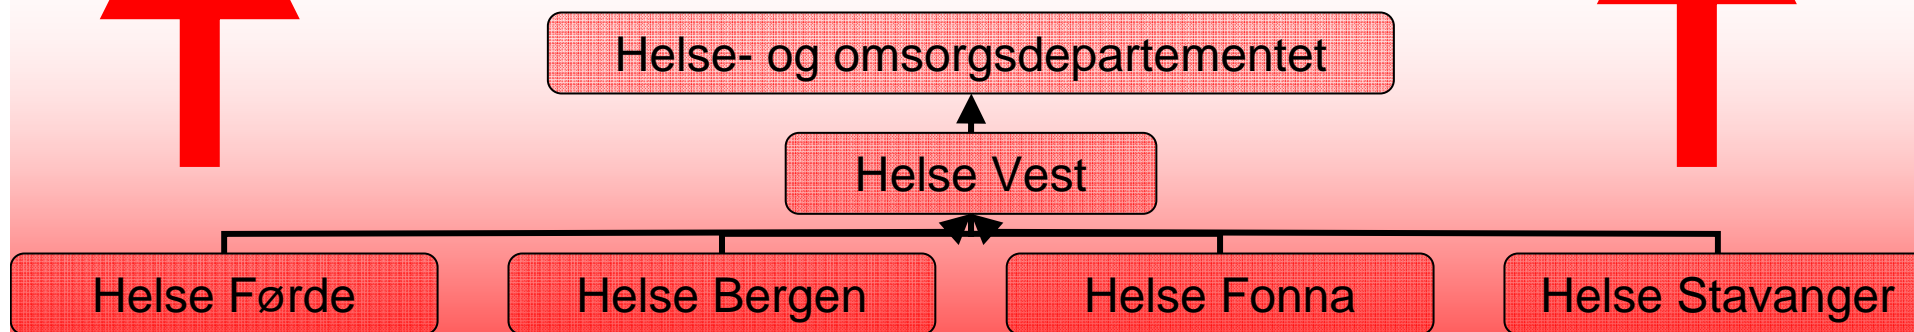 Helse- og omsorgsdepartementet
Helse Vest
Helse Førde
Helse Bergen
Helse Fonna
Helse Stavanger